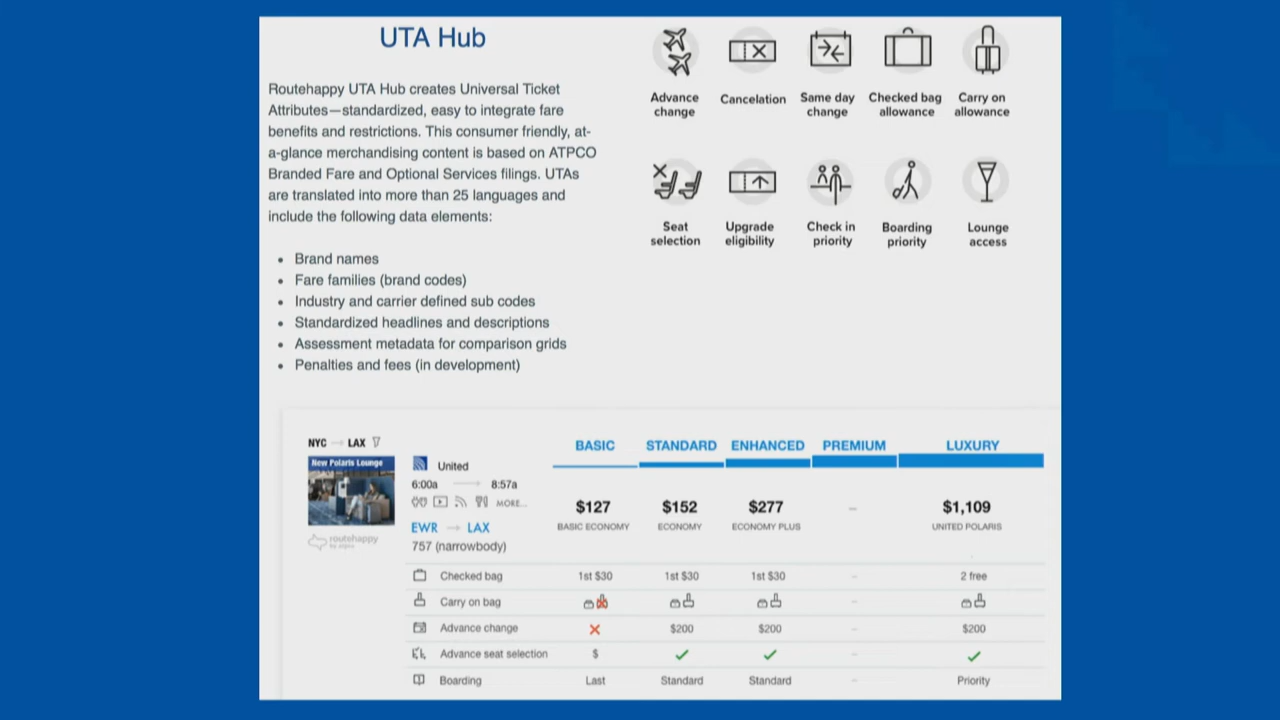 UTA Hub
Routehappy UTA Hub creates Universal Ticket
Attributes—standardized, easy to integrate fare
benefits and restrictions. This consumer friendly, at-
a-glance merchandising content is based on ATPCO
Branded Fare and Optional Services filings. UTAs
are translated into more than 25 languages and
include the following data elements:
• Brand names
• Fare families (brand codes)
• Industry and carrier defined sub codes
• Standardized headlines and descriptions
• Assessment metadata for comparison grids
• Penalties and fees (in development)
Advance change
Cancelation
Same day change
Checked bag allowance
Carry on allowance
Seat selection
Upgrade eligibility
Check in priority
Boarding priority
Lounge access
NYC LAX
New Polaris Lounge
routehappy
United
6:00a 8:57a
MORE...
EWR LAX
757 (narrowbody)
BASIC STANDARD ENHANCED PREMIUM LUXURY
$127 $152 $277 – $1,109
BASIC ECONOMY ECONOMY ECONOMY PLUS UNITED POLARIS
Checked bag 1st $30 1st $30 1st $30 – 2 free
Carry on bag –
Advance change $200 $200 – $200
Advance seat selection $ –
Boarding Last Standard Standard – Priority